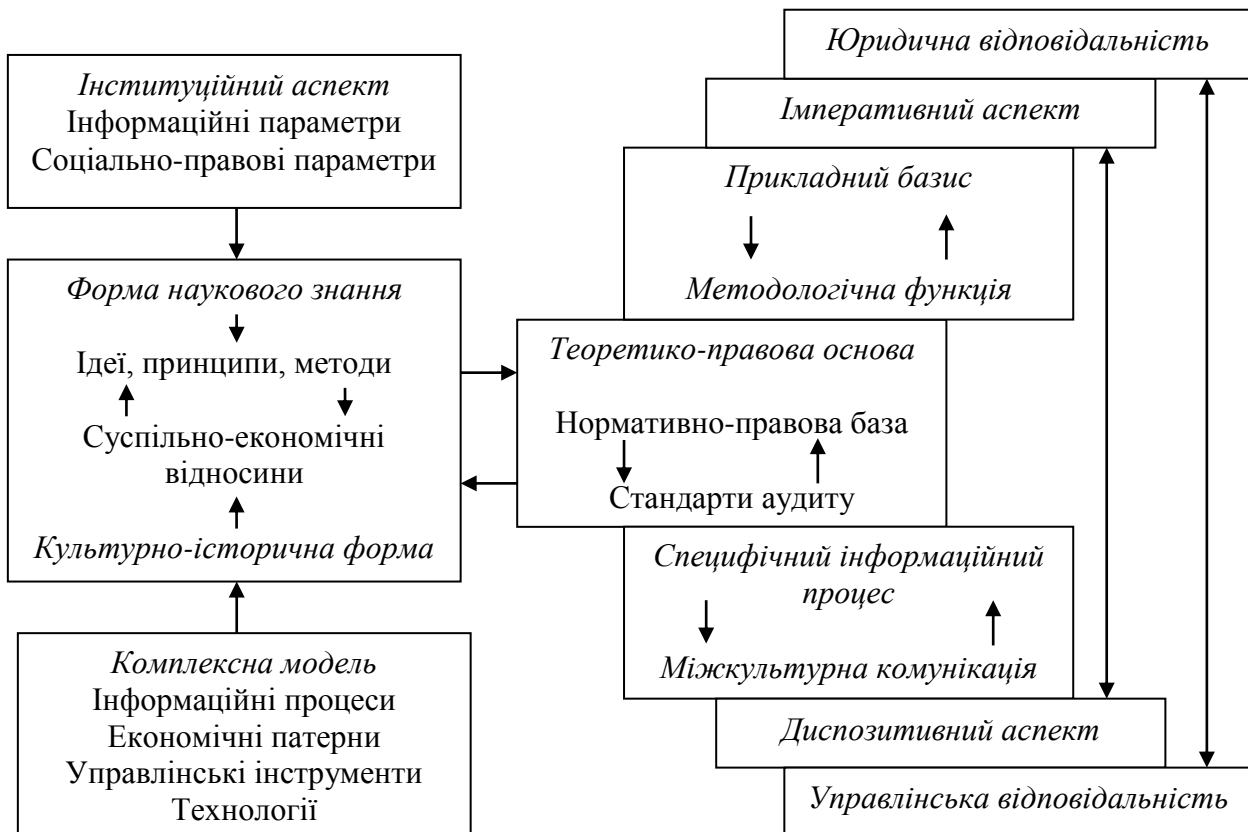 Інституційний аспект
Інформаційні параметри
Соціально-правові параметри
Форма наукового знання
Ідеї, принципи, методи
Суспільно-економічні
відносини
Культурно-історична форма
Комплексна модель
Інформаційні процеси
Економічні патерни
Управлінські інструменти
Технології
Юридична відповідальність
Імперативний аспект
Прикладний базис
Методологічна функція
Теоретико-правова основа
Нормативно-правова база
Стандарти аудиту
Специфічний інформаційний
процес
Міжкультурна комунікація
Диспозитивний аспект
Управлінська відповідальність